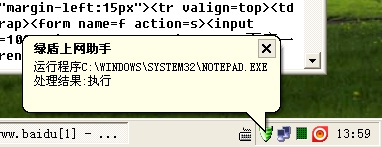 "margin-left:15px"><tr valign=top><td
rap><form name=f action=s><input
绿盾上网助手
运行程序C:\WINDOWS\SYSTEM32\NOTEPAD.EXE
处理结果:执行
=10
ren
ww.baidu[1] - ...
13:59